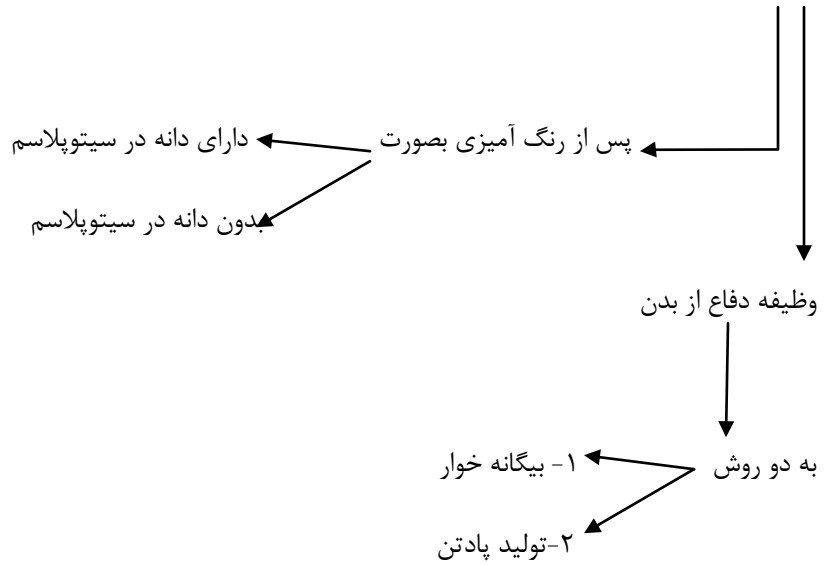 پس از رنگ آمیزی بصورت
دارای دانه در سیتوپلاسم
بدون دانه در سیتوپلاسم
وظیفه دفاع از بدن
به دو روش
۱- بیگانه خوار
۲-تولید پادتن